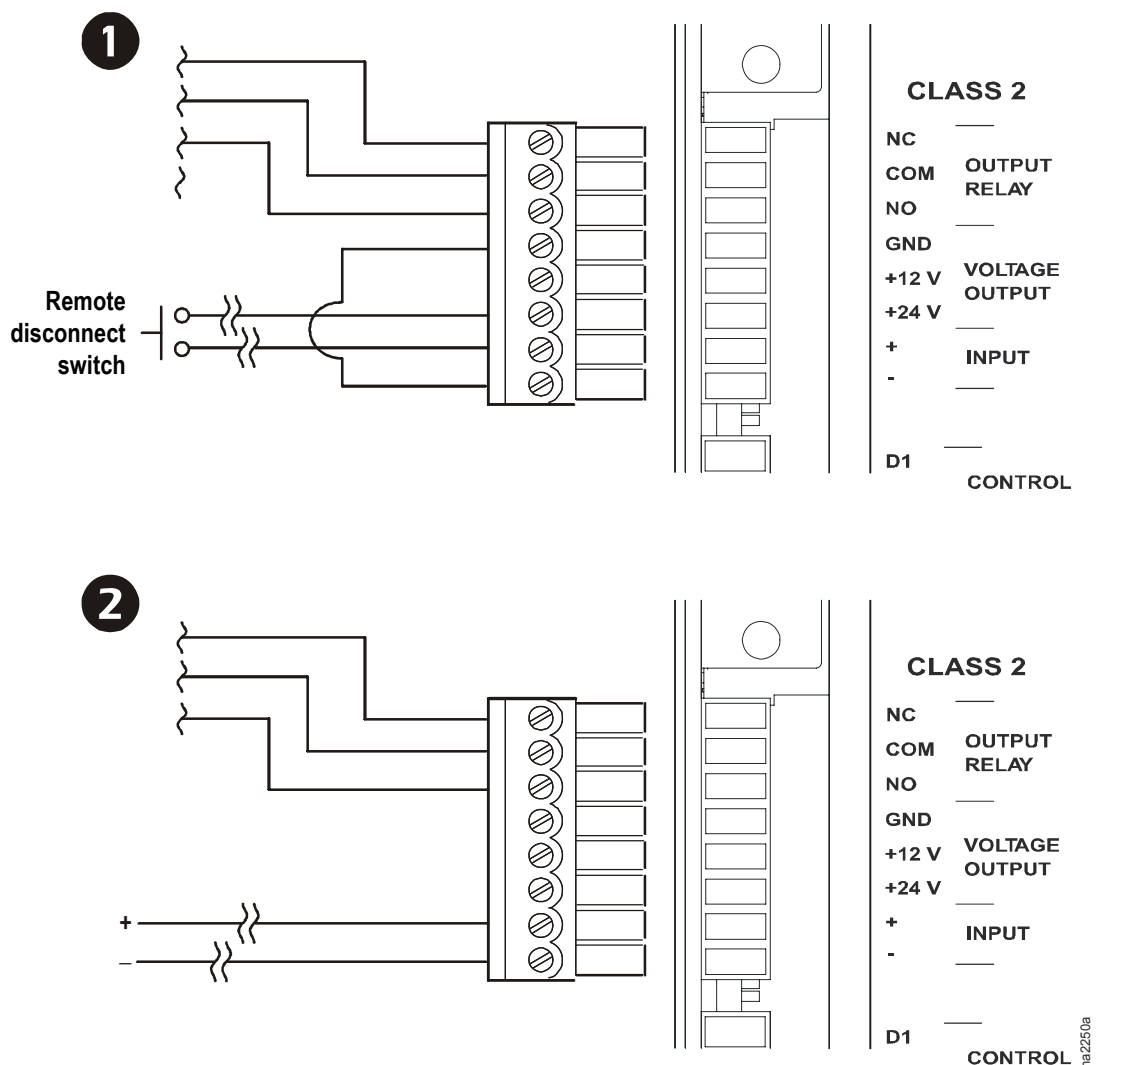 1
CLASS 2
NC
COM
OUTPUT
RELAY
NO
GND
+12 V
VOLTAGE
OUTPUT
+24 V
+
INPUT
-
D1
CONTROL
Remote
disconnect
switch
2
CLASS 2
NC
COM
OUTPUT
RELAY
NO
GND
+12 V
VOLTAGE
OUTPUT
+24 V
+
INPUT
-
D1
CONTROL
+
–
na2250a